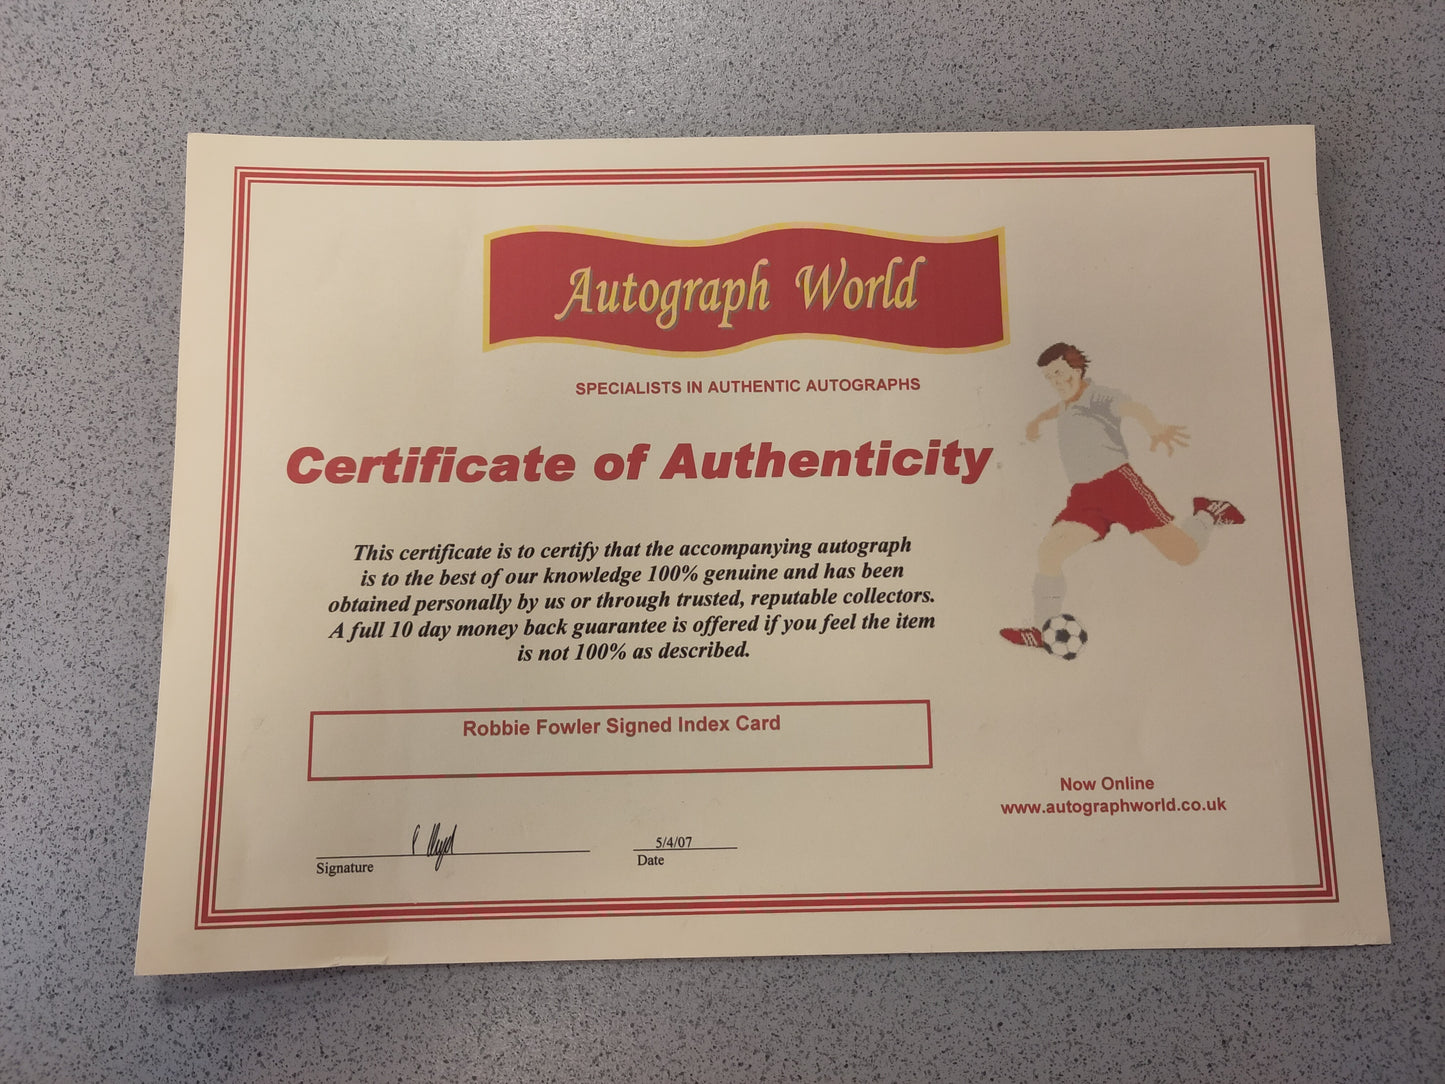 Autograph World
SPECIALISTS IN AUTHENTIC AUTOGRAPHS
Certificate of Authenticity
This certificate is to certify that the accompanying autograph
is to the best of our knowledge 100% genuine and has been
obtained personally by us or through trusted, reputable collectors.
A full 10 day money back guarantee is offered if you feel the item
is not 100% as described.
Robbie Fowler Signed Index Card
Now Online
www.autographworld.co.uk
5/4/07
Signature
Date